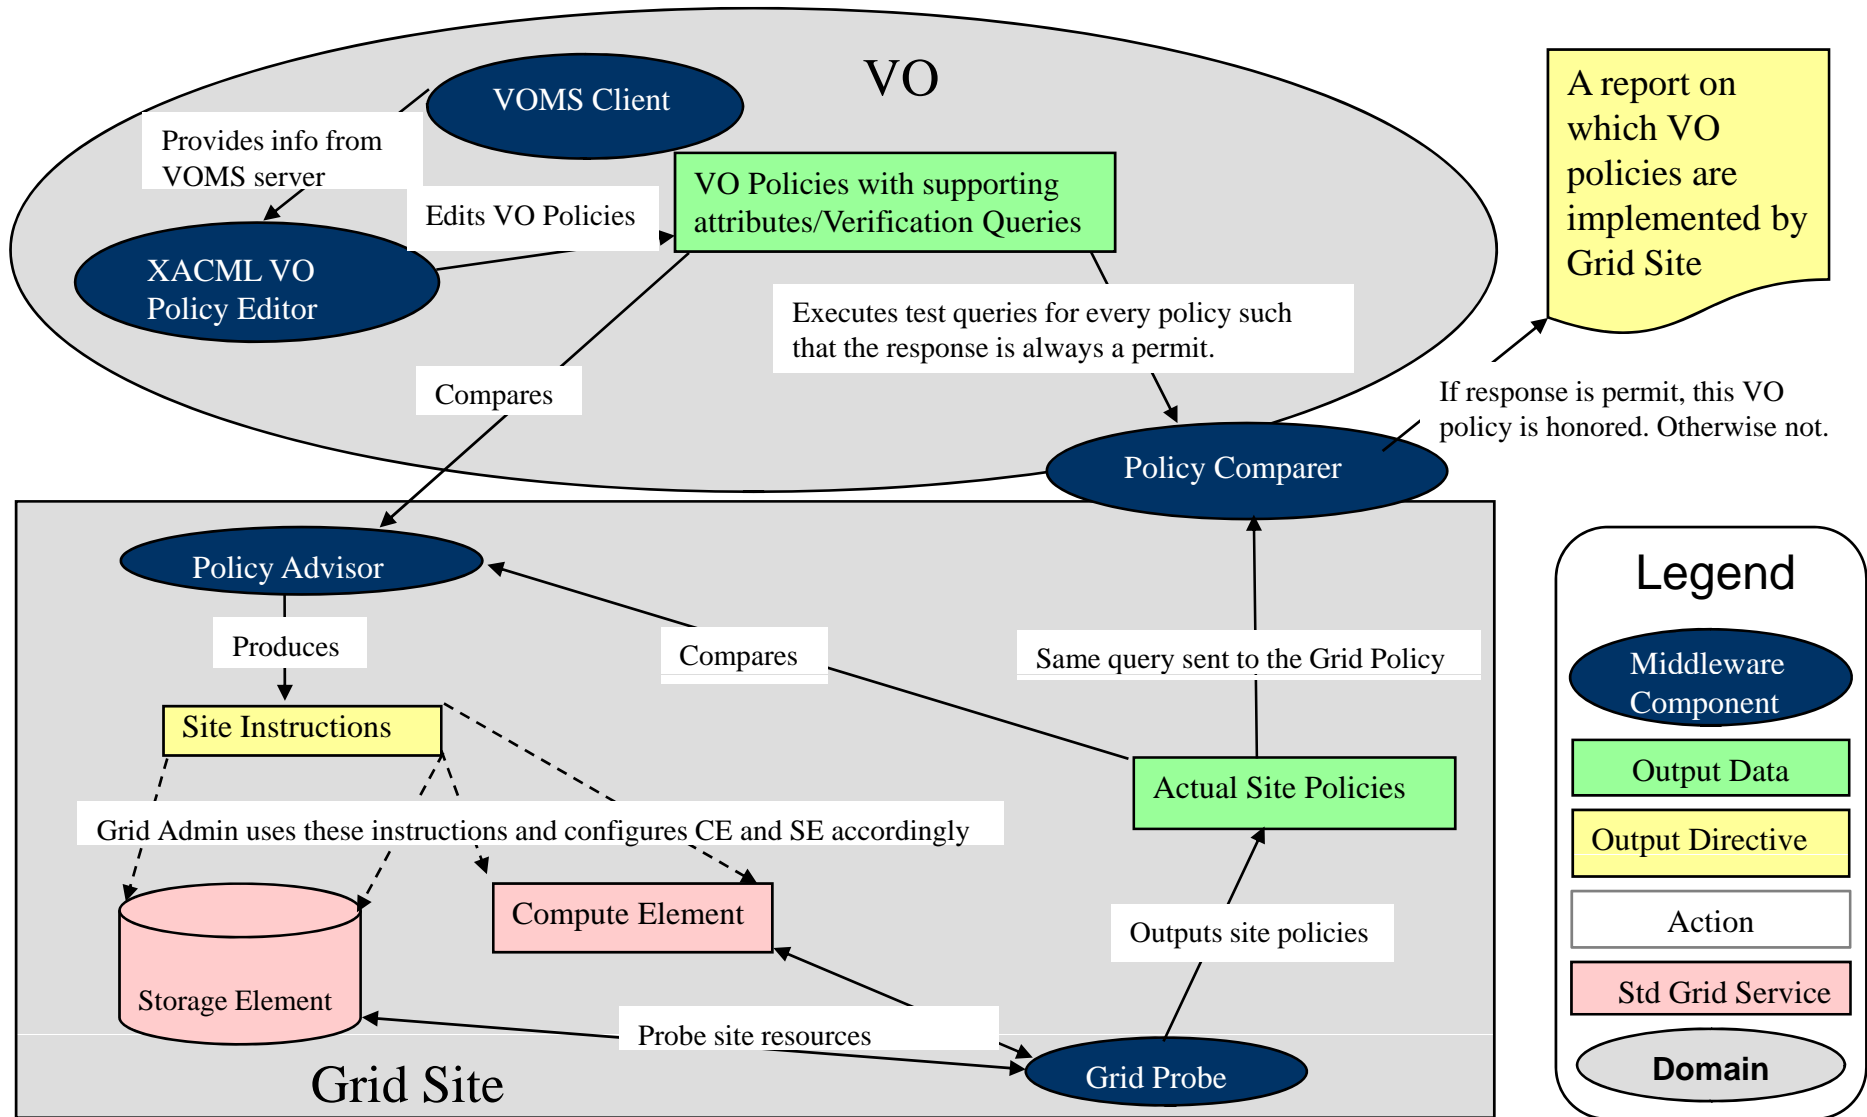 VO
VOMS Client
Provides info from
VOMS server
VO Policies with supporting
attributes/Verification Queries
Edits VO Policies
XACML VO
Policy Editor
Executes test queries for every policy such
that the response is always a permit.
Compares
A report on
which VO
policies are
implemented by
Grid Site
If response is permit, this VO
policy is honored. Otherwise not.
Policy Comparer
Policy Advisor
Produces
Compares
Same query sent to the Grid Policy
Site Instructions
Actual Site Policies
Grid Admin uses these instructions and configures CE and SE accordingly
Compute Element
Outputs site policies
Storage Element
Probe site resources
Grid Probe
Grid Site
Legend
Middleware
Component
Output Data
Output Directive
Action
Std Grid Service
Domain